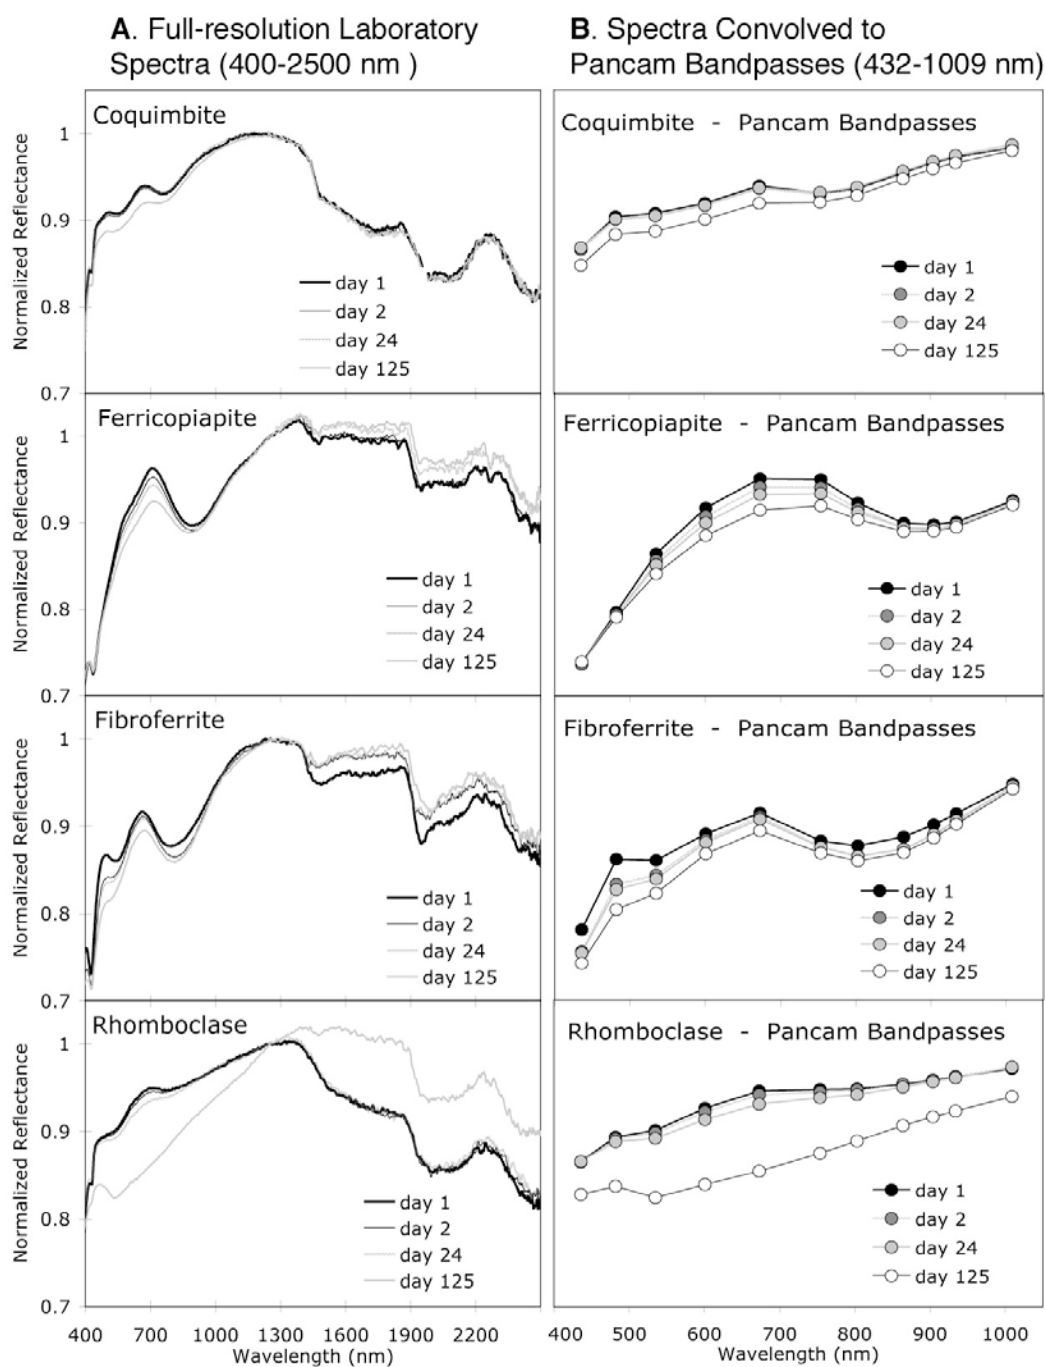 A. Full-resolution Laboratory
Spectra (400-2500 nm )
B. Spectra Convolved to
Pancam Bandpasses (432-1009 nm)
Coquimbite
Normalized Reflectance
1
0.9
0.8
0.7
day 1
day 2
day 24
day 125
Coquimbite - Pancam Bandpasses
day 1
day 2
day 24
day 125
Ferricopiapite
Normalized Reflectance
1
0.9
0.8
0.7
day 1
day 2
day 24
day 125
Ferricopiapite - Pancam Bandpasses
day 1
day 2
day 24
day 125
Fibroferrite
Normalized Reflectance
1
0.9
0.8
0.7
day 1
day 2
day 24
day 125
Fibroferrite - Pancam Bandpasses
day 1
day 2
day 24
day 125
Rhomboclase
Normalized Reflectance
1
0.9
0.8
0.7
day 1
day 2
day 24
day 125
400 700 1000 1300 1600 1900 2200
Wavelength (nm)
Rhomboclase - Pancam Bandpasses
day 1
day 2
day 24
day 125
400 500 600 700 800 900 1000
Wavelength (nm)